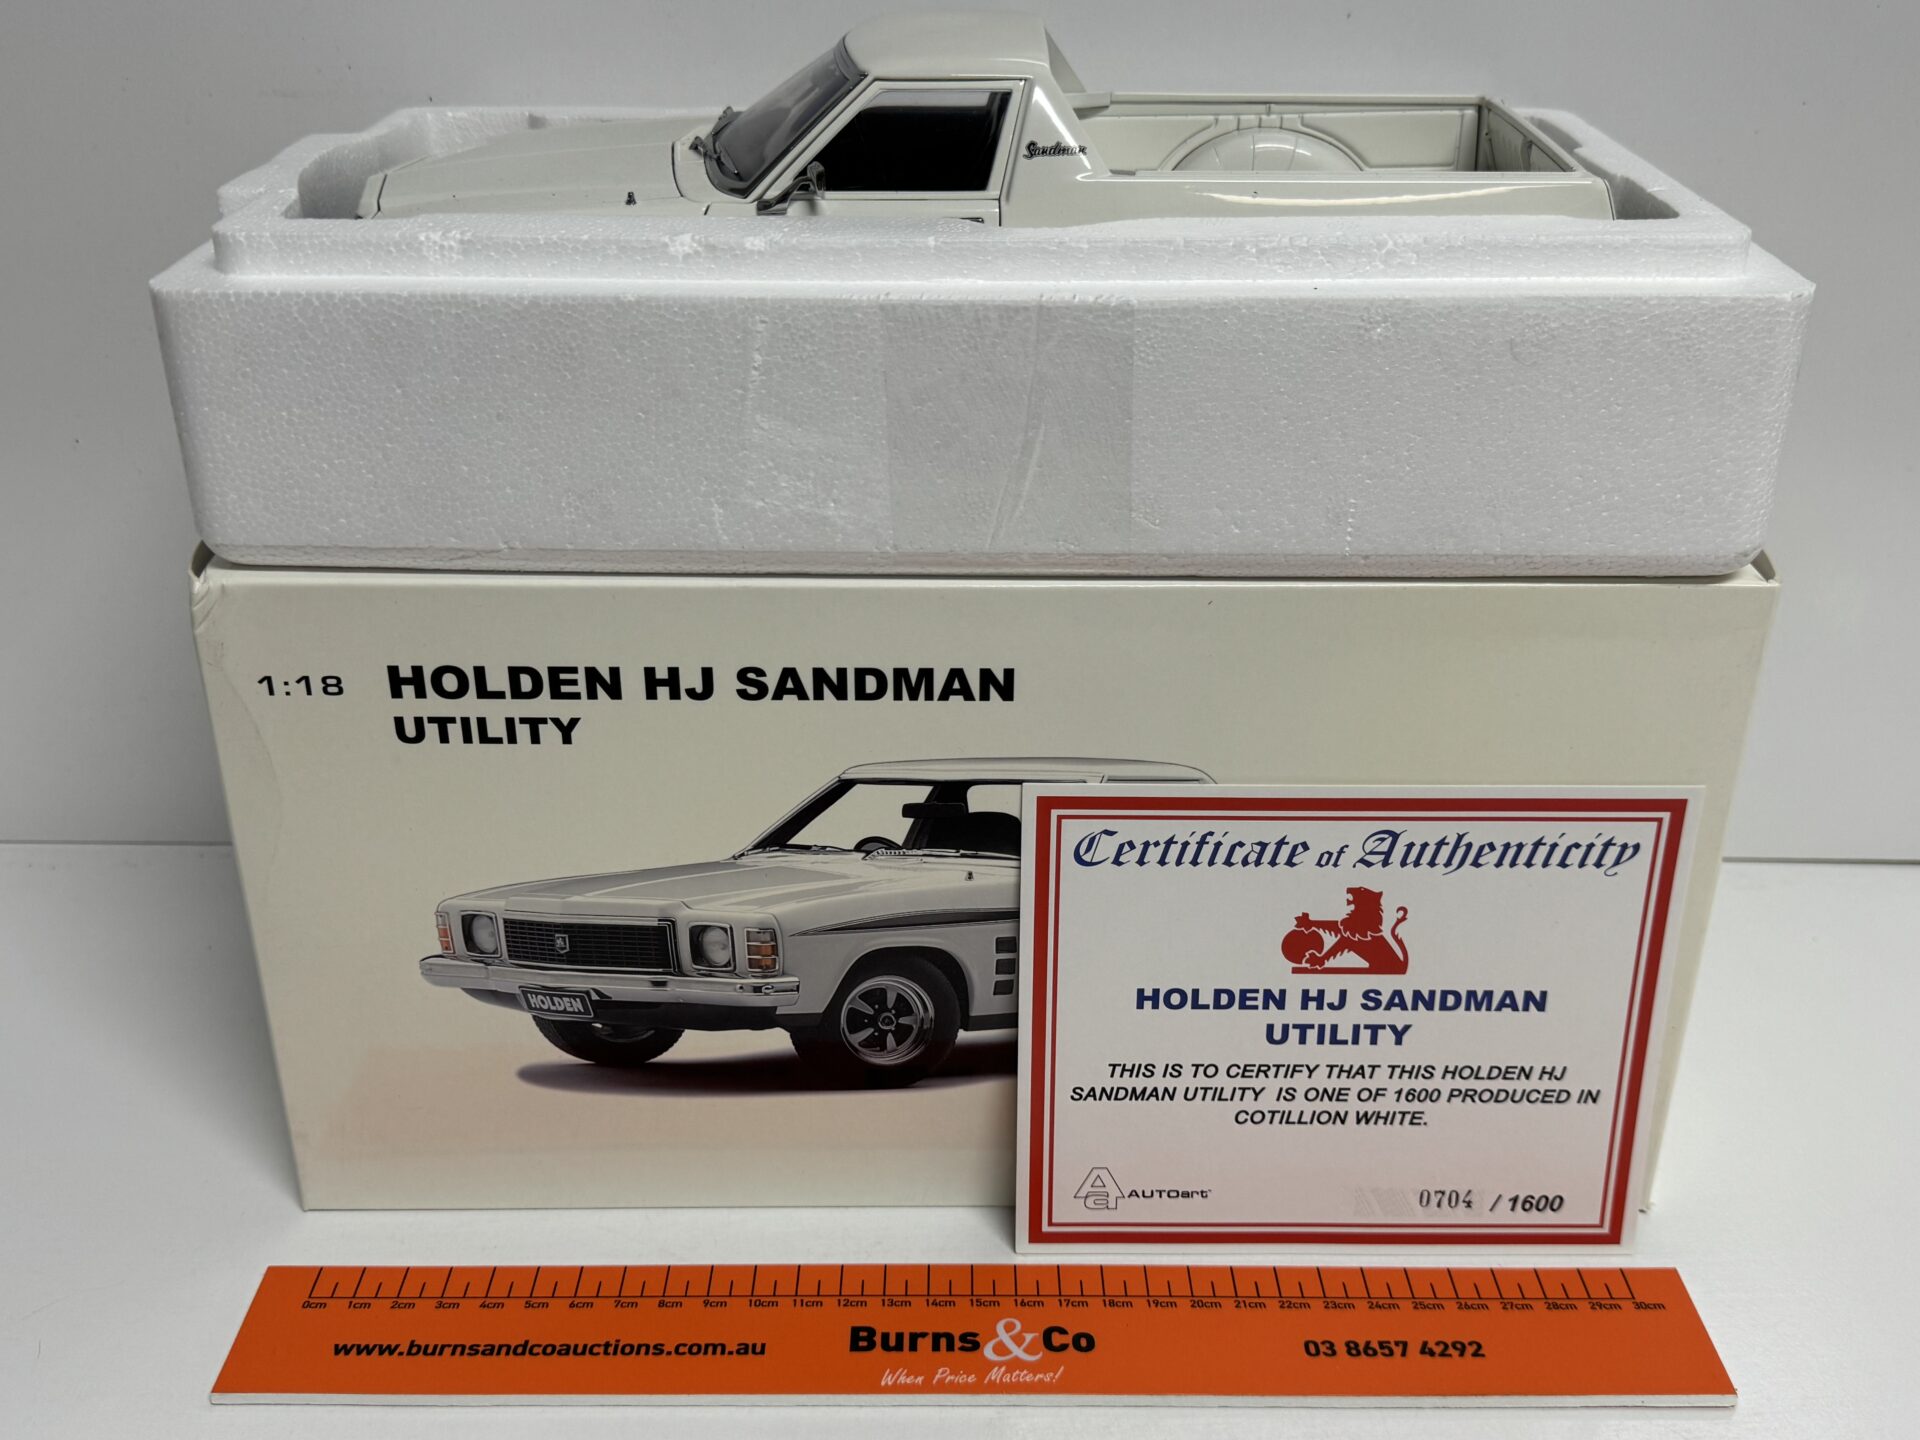 Sandman
1:18 HOLDEN HJ SANDMAN
UTILITY
HOLDEN
Certificate of Authenticity
HOLDEN HJ SANDMAN
UTILITY
THIS IS TO CERTIFY THAT THIS HOLDEN HJ
SANDMAN UTILITY IS ONE OF 1600 PRODUCED IN
COTILLION WHITE.
AUTOart
0704 / 1600
0cm 1cm 2cm 3cm 4cm 5cm 6cm 7cm 8cm 9cm 10cm 11cm 12cm 13cm 14cm 15cm 16cm 17cm 18cm 19cm 20cm 21cm 22cm 23cm 24cm 25cm 26cm 27cm 28cm 29cm 30cm
www.burnsandcoauctions.com.au Burns&Co 03 8657 4292
When Price Matters!